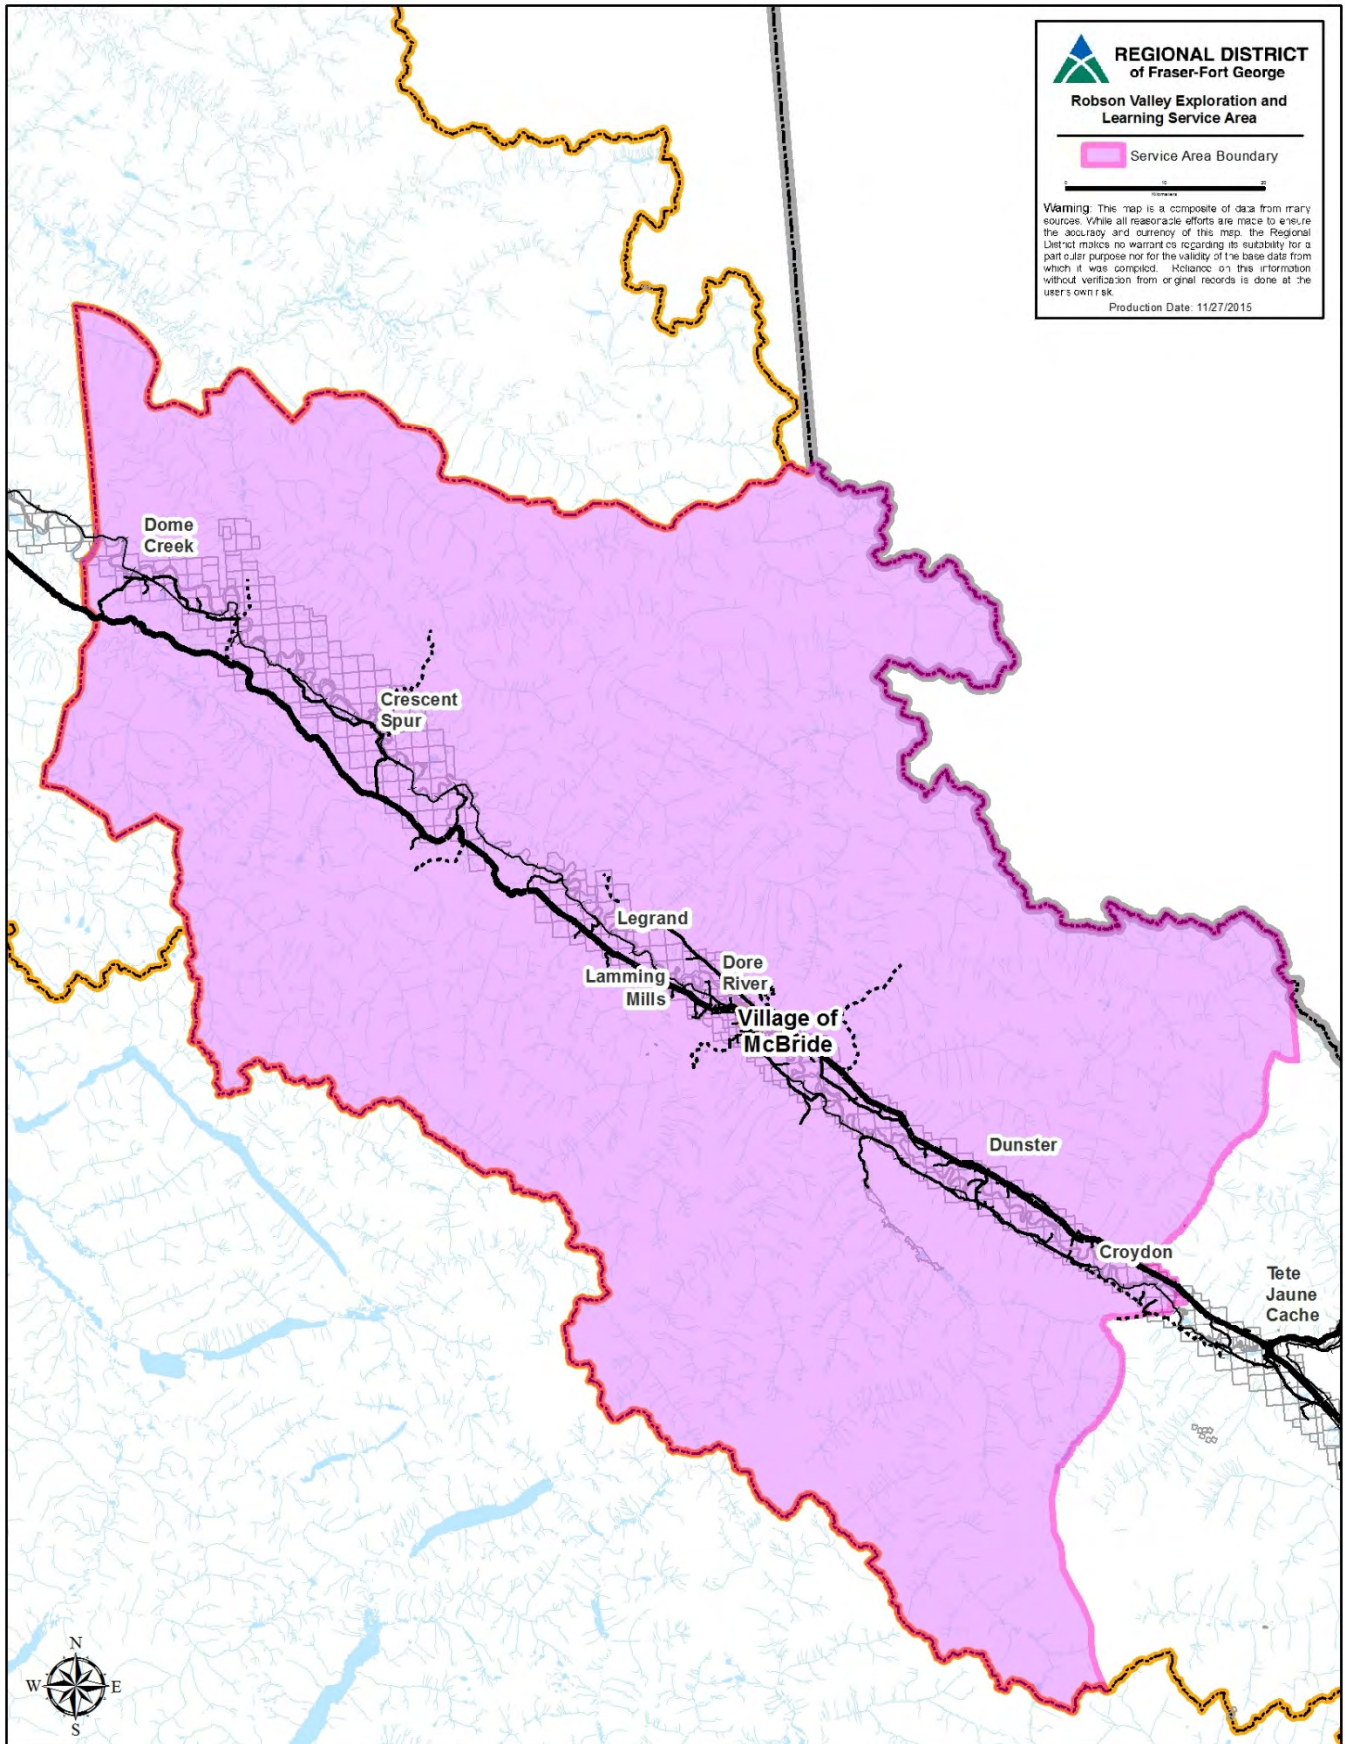 REGIONAL DISTRICT
of Fraser-Fort George
Robson Valley Exploration and
Learning Service Area
Service Area Boundary
Kilometers
Warning: This map is a composite of data from many
sources. While all reasonable efforts are made to ensure
the accuracy and currency of this map, the Regional
District makes no warranties regarding its suitability for a
particular purpose nor for the validity of the base data from
which it was compiled. Reliance on this information
without verification from original records is done at the
user's own risk.
Production Date: 11/27/2015
Dome
Creek
Crescent
Spur
Legrand
Lamming
Mills
Dore
River
Village of
McBride
Dunster
Croydon
Tete
Jaune
Cache
N
W E
S